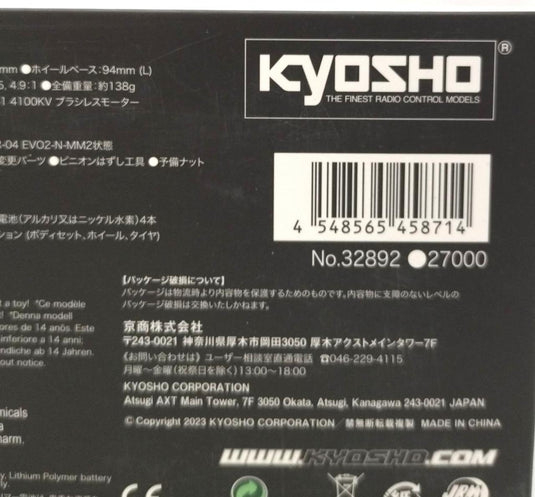 KYOSHO®
THE FINEST RADIO CONTROL MODELS
mm ●ホイールベース:94mm (L)
4.9:1 ●全備重量:約138g
1 4100KV ブラシレスモーター
-04 EVO2-N-MM2状態
変更パーツ ●ピニオンはずし工具 ●予備ナット
電池(アルカリ又はニッケル水素)4本
ション (ボディセット、ホイール、タイヤ)
4 548565 458714
No.32892 ●27000
【パッケージ破損について】
パッケージは物流時より内容物を保護するためのものです。内容物に支障のないレベルの
パッケージ破損は交換いたしかねます。
t a toy! *Ce modèle
! *Denna modell
ores de 14 anõs. Este
inferiore a 14 anni;
ndliche ab 14 Jahren.
out notice.
京商株式会社
〒243-0021 神奈川県厚木市岡田3050 厚木アクストメインタワー7F
《お問い合わせは》 ユーザー相談室直通電話 ☎046-229-4115
月曜〜金曜(祝祭日を除く)13:00〜18:00
KYOSHO CORPORATION
Atsugi AXT Main Tower, 7F 3050 Okata, Atsugi, Kanagawa 243-0021 JAPAN
© Copyright 2023 KYOSHO CORPORATION / 禁無断転載複製 MADE IN CHINA
micals
a
harm.
www.KYOSHO.COM
y, Lithium Polymer battery
ly.
CE
JRM